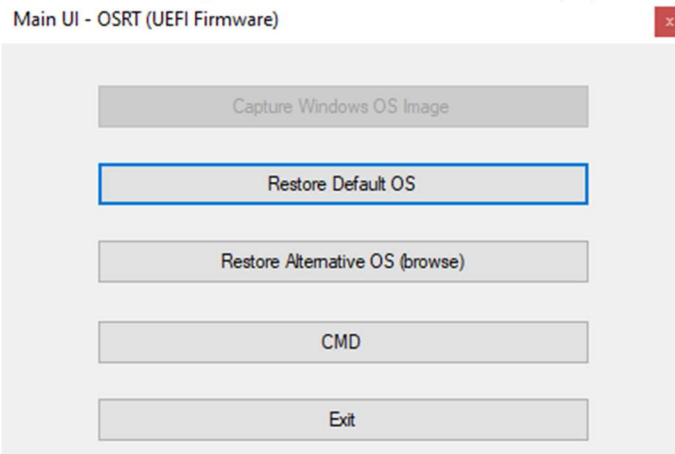 Main UI - OSRT (UEFI Firmware)
x
Capture Windows OS Image
Restore Default OS
Restore Alternative OS (browse)
CMD
Exit